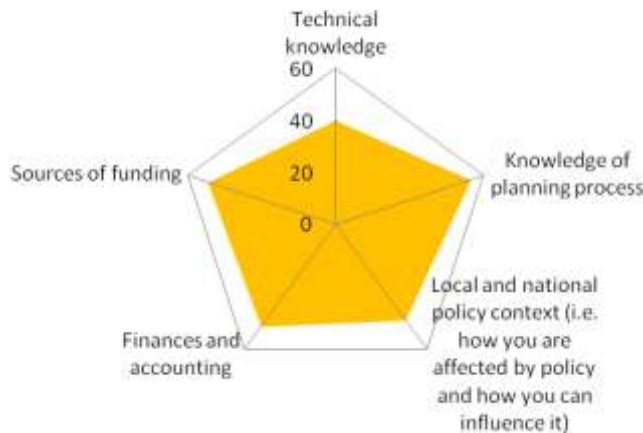 Technical
knowledge
60
40
20
0
Knowledge of
planning process
Local and national
policy context (i.e.
how you are
affected by policy
and how you can
influence it)
Finances and
accounting
Sources of funding